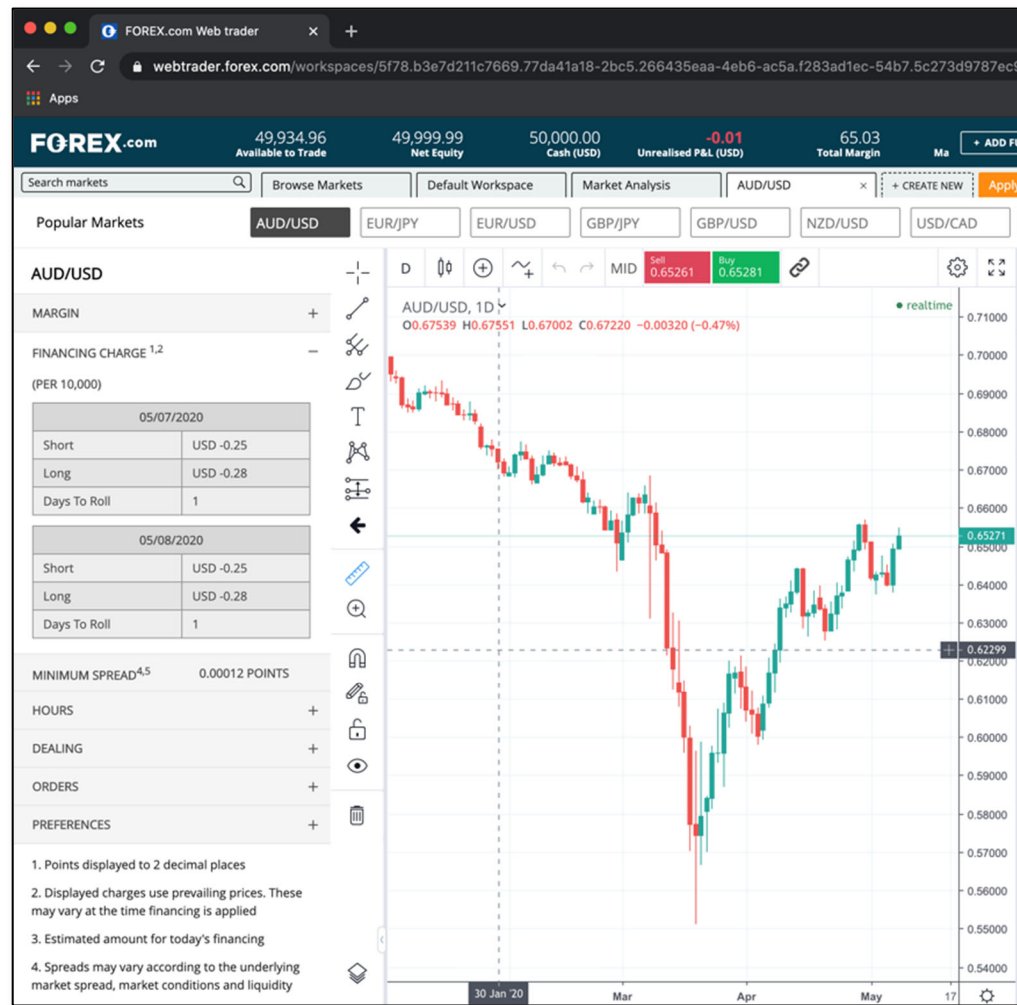 FOREX.com Web trader
webtrader.forex.com/workspaces/5f78.b3e7d211c7669.77da41a18-2bc5.266435eaa-4eb6-ac5a.f283ad1ec-54b7.5c273d9787ec9
Apps
FOREX.com
49,934.96 49,999.99 50,000.00 -0.01 65.03
Available to Trade Net Equity Cash (USD) Unrealised P&L (USD) Total Margin Ma + ADD FU
Search markets Browse Markets Default Workspace Market Analysis AUD/USD × + CREATE NEW Apply
Popular Markets AUD/USD EUR/JPY EUR/USD GBP/JPY GBP/USD NZD/USD USD/CAD
AUD/USD
MARGIN +
FINANCING CHARGE 1,2 −
(PER 10,000)
05/07/2020
Short USD -0.25
Long USD -0.28
Days To Roll 1
05/08/2020
Short USD -0.25
Long USD -0.28
Days To Roll 1
MINIMUM SPREAD4,5 0.00012 POINTS
HOURS +
DEALING +
ORDERS +
PREFERENCES +
1. Points displayed to 2 decimal places
2. Displayed charges use prevailing prices. These
may vary at the time financing is applied
3. Estimated amount for today's financing
4. Spreads may vary according to the underlying
market spread, market conditions and liquidity
T
D MID Sell Buy
0.65261 0.65281
AUD/USD, 1D
realtime
O0.67539 H0.67551 L0.67002 C0.67220 −0.00320 (−0.47%)
0.71000
0.70000
0.69000
0.68000
0.67000
0.66000
0.65271
0.65000
0.64000
0.63000
0.62299
0.62000
0.61000
0.60000
0.59000
0.58000
0.57000
0.56000
0.55000
0.54000
30 Jan '20 Mar Apr May 17